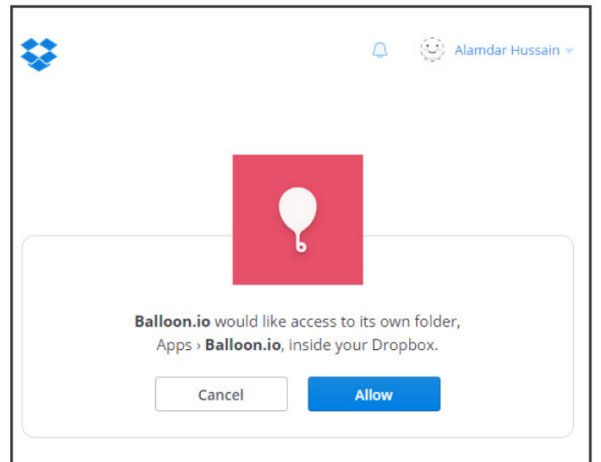 Alamdar Hussain
Balloon.io would like access to its own folder,
Apps › Balloon.io, inside your Dropbox.
Cancel
Allow